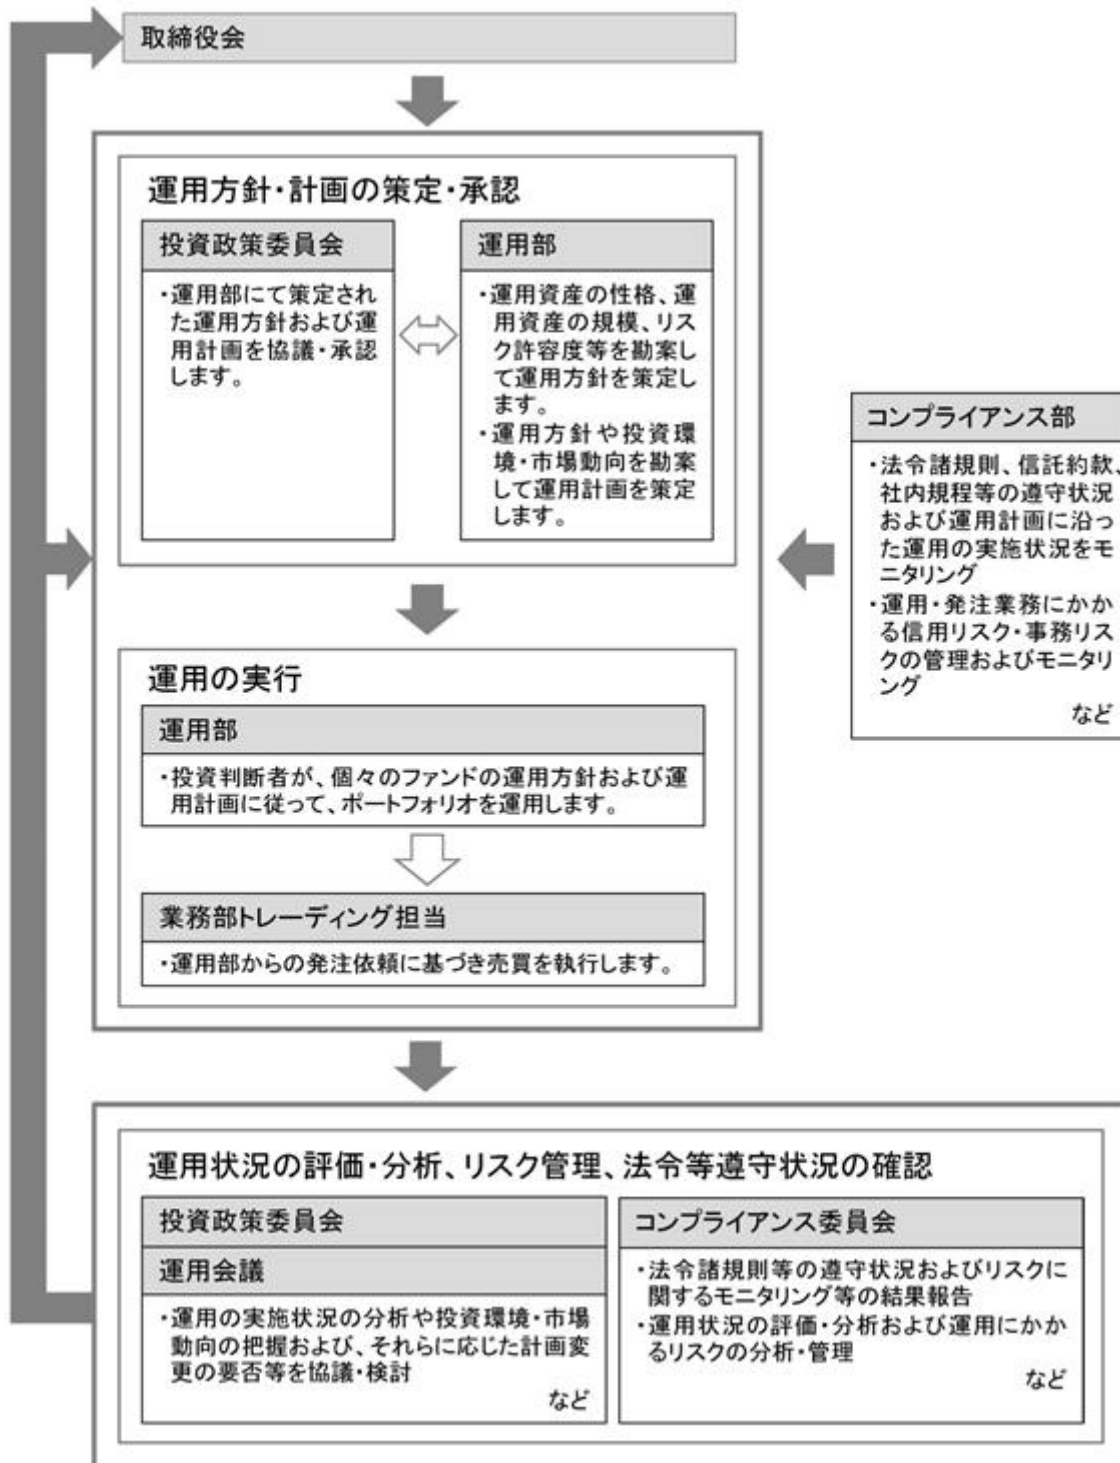 取締役会
運用方針・計画の策定・承認
投資政策委員会
・運用部にて策定され
た運用方針および運
用計画を協議・承認
します。
運用部
・運用資産の性格、運
用資産の規模、リス
ク許容度等を勘案し
て運用方針を策定し
ます。
・運用方針や投資環
境・市場動向を勘案
して運用計画を策定
します。
コンプライアンス部
・法令諸規則、信託約款、
社内規程等の遵守状況
および運用計画に沿っ
た運用の実施状況をモ
ニタリング
・運用・発注業務にかか
る信用リスク・事務リス
クの管理およびモニタリ
ング
など
運用の実行
運用部
・投資判断者が、個々のファンドの運用方針および運
用計画に従って、ポートフォリオを運用します。
業務部トレーディング担当
・運用部からの発注依頼に基づき売買を執行します。
運用状況の評価・分析、リスク管理、法令等遵守状況の確認
投資政策委員会
運用会議
・運用の実施状況の分析や投資環境・市場
動向の把握および、それらに応じた計画変
更の要否等を協議・検討
など
コンプライアンス委員会
・法令諸規則等の遵守状況およびリスクに
関するモニタリング等の結果報告
・運用状況の評価・分析および運用にかか
るリスクの分析・管理
など